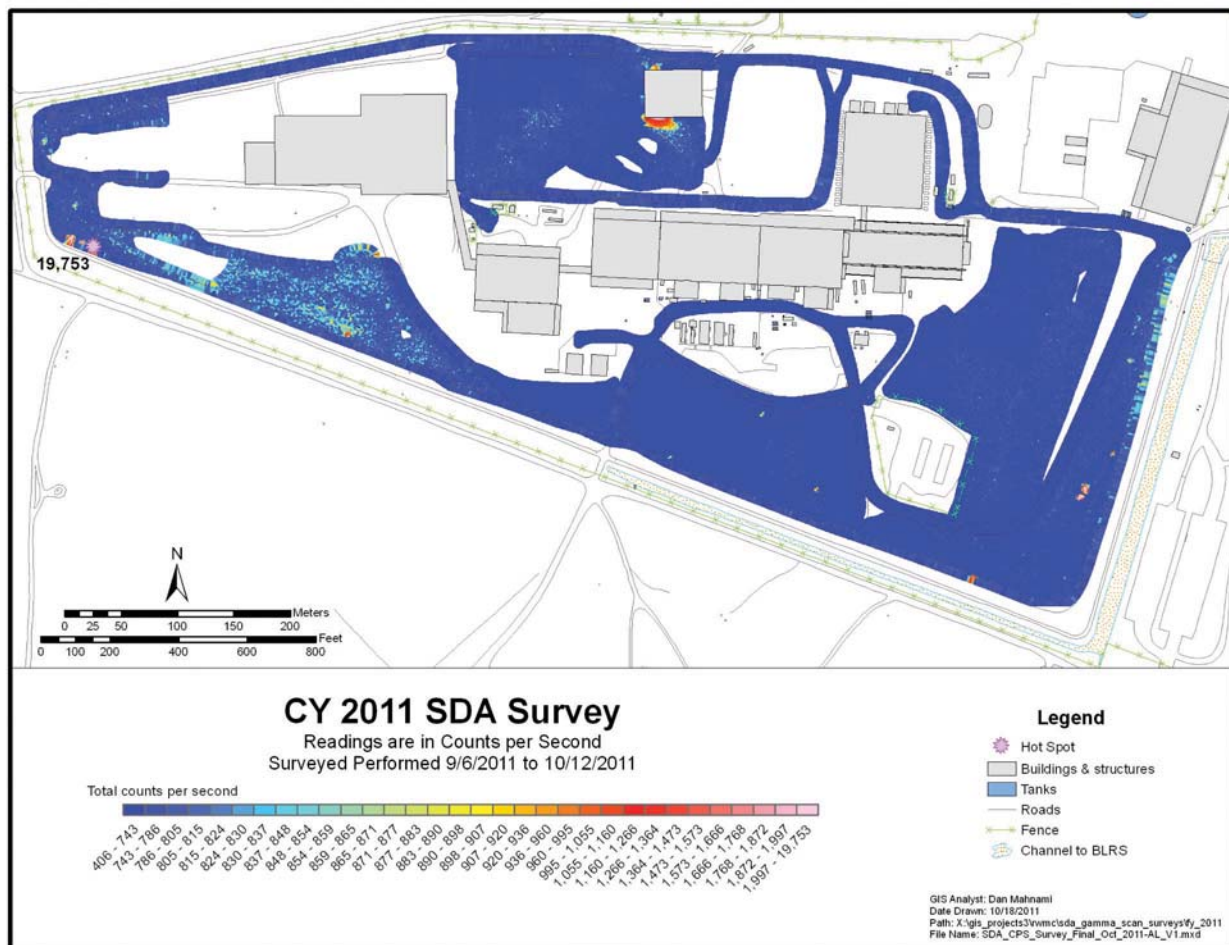 19,753
N
Meters
0 25 50 100 150 200
Feet
0 100 200 400 600 800
CY 2011 SDA Survey
Readings are in Counts per Second
Surveyed Performed 9/6/2011 to 10/12/2011
Total counts per second
406 - 743
743 - 786
786 - 805
805 - 815
815 - 824
824 - 830
830 - 837
837 - 848
848 - 854
854 - 859
859 - 865
865 - 871
871 - 877
877 - 883
883 - 890
890 - 898
898 - 907
907 - 920
920 - 936
936 - 960
960 - 995
995 - 1,055
1,055 - 1,160
1,160 - 1,266
1,266 - 1,364
1,364 - 1,473
1,473 - 1,573
1,573 - 1,666
1,666 - 1,768
1,768 - 1,872
1,872 - 1,997
1,997 - 19,753
Legend
Hot Spot
Buildings & structures
Tanks
Roads
Fence
Channel to BLRS
GIS Analyst: Dan Mahnami
Date Drawn: 10/18/2011
Path: X:\gis_projects3\rwmc\sda_gamma_scan_surveys\fy_2011
File Name: SDA_CPS_Survey_Final_Oct_2011-AL_V1.mxd